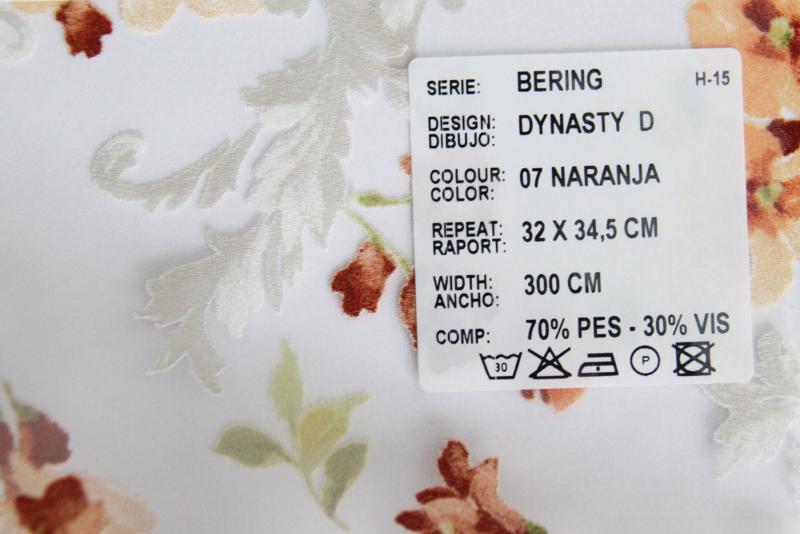 SERIE: BERING H-15
DESIGN: DYNASTY D
DIBUJO:
COLOUR: 07 NARANJA
COLOR:
REPEAT: 32 X 34,5 CM
RAPORT:
WIDTH: 300 CM
ANCHO:
COMP: 70% PES - 30% VIS
30 P